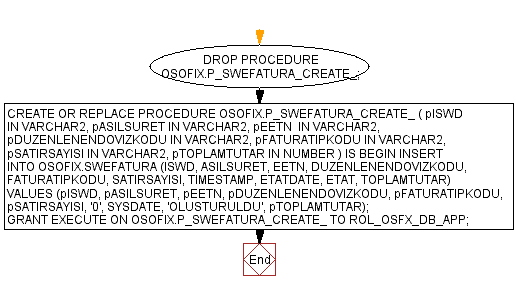 DROP PROCEDURE
OSOFIX.P_SWEFATURA_CREATE_;
CREATE OR REPLACE PROCEDURE OSOFIX.P_SWEFATURA_CREATE_ ( pISWD
IN VARCHAR2, pASILSURET IN VARCHAR2, pEETN  IN VARCHAR2,
pDUZENLENENDOVIZKODU IN VARCHAR2, pFATURATIPKODU IN VARCHAR2,
pSATIRSAYISI IN VARCHAR2, pTOPLAMTUTAR IN NUMBER ) IS BEGIN INSERT
INTO OSOFIX.SWEFATURA (ISWD, ASILSURET, EETN, DUZENLENENDOVIZKODU,
FATURATIPKODU, SATIRSAYISI, TIMESTAMP, ETATDATE, ETAT, TOPLAMTUTAR)
VALUES (pISWD, pASILSURET, pEETN, pDUZENLENENDOVIZKODU, pFATURATIPKODU,
pSATIRSAYISI, '0', SYSDATE, 'OLUSTURULDU', pTOPLAMTUTAR);
GRANT EXECUTE ON OSOFIX.P_SWEFATURA_CREATE_ TO ROL_OSFX_DB_APP;
End